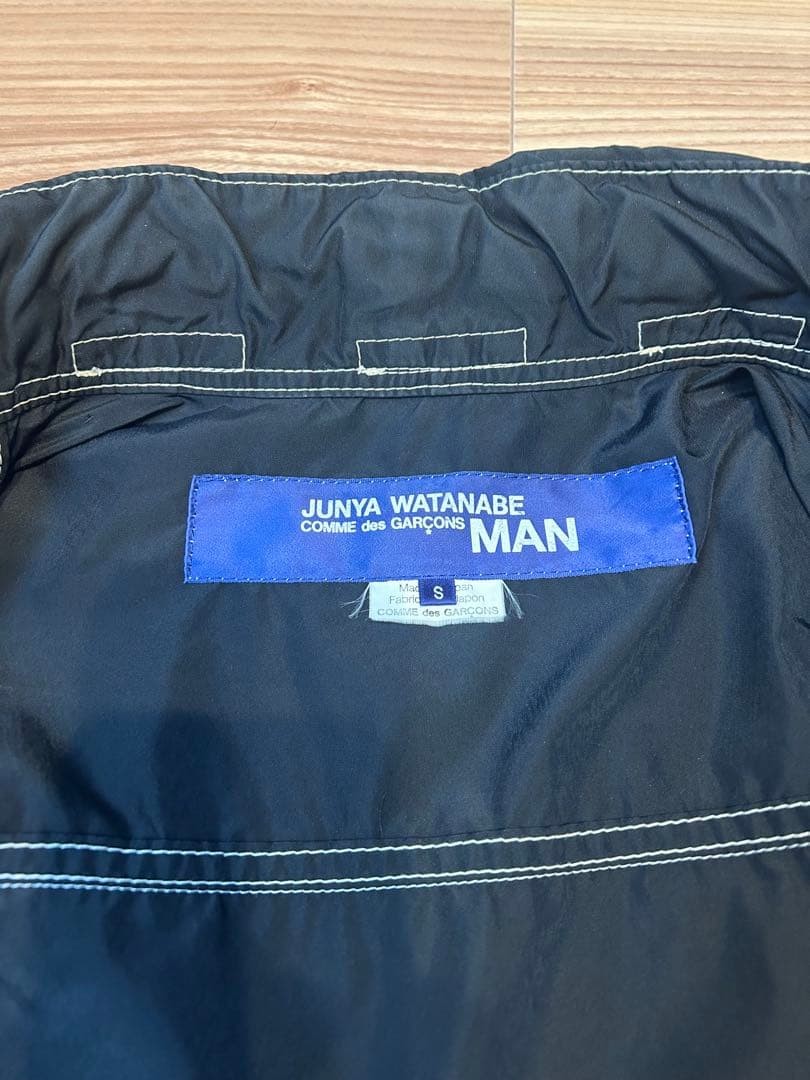 JUNYA WATANABE
COMME des GARÇONS MAN
S
COMME des GARÇONS